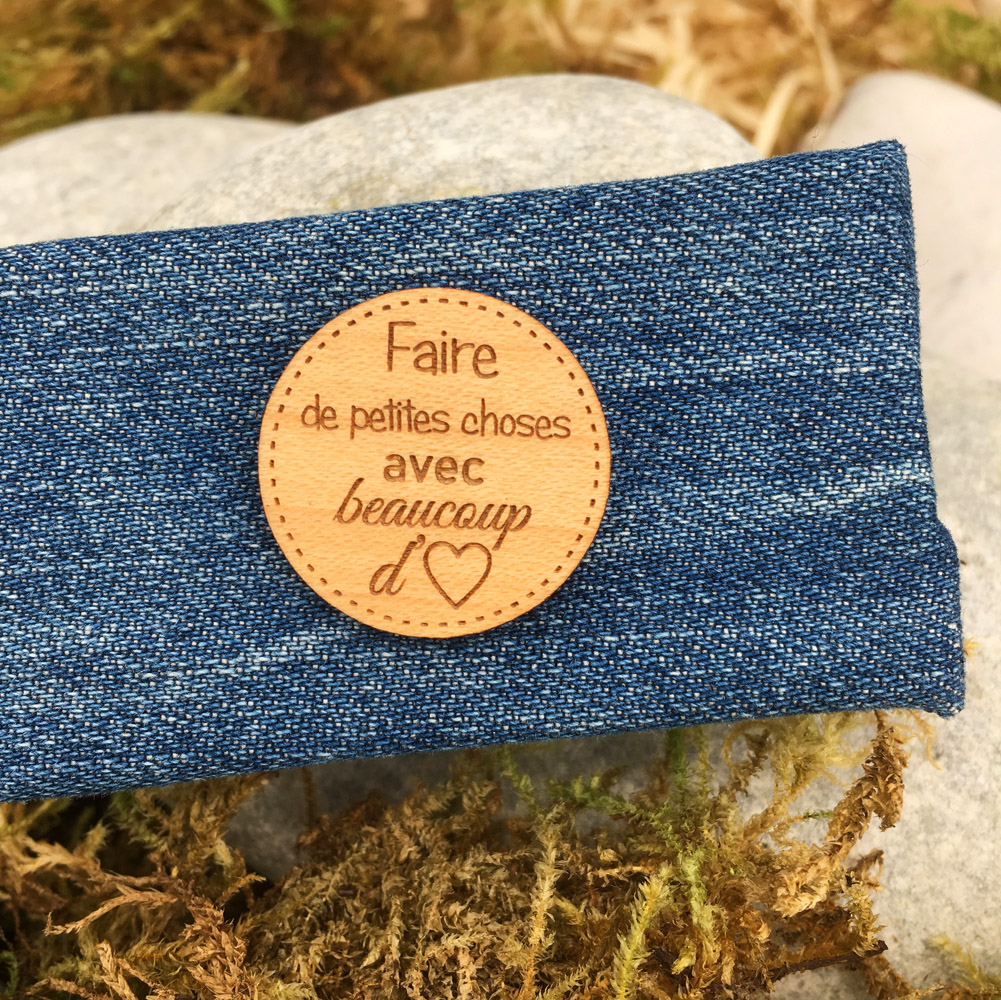 Faire
de petites choses
avec
beaucoup
d'♡